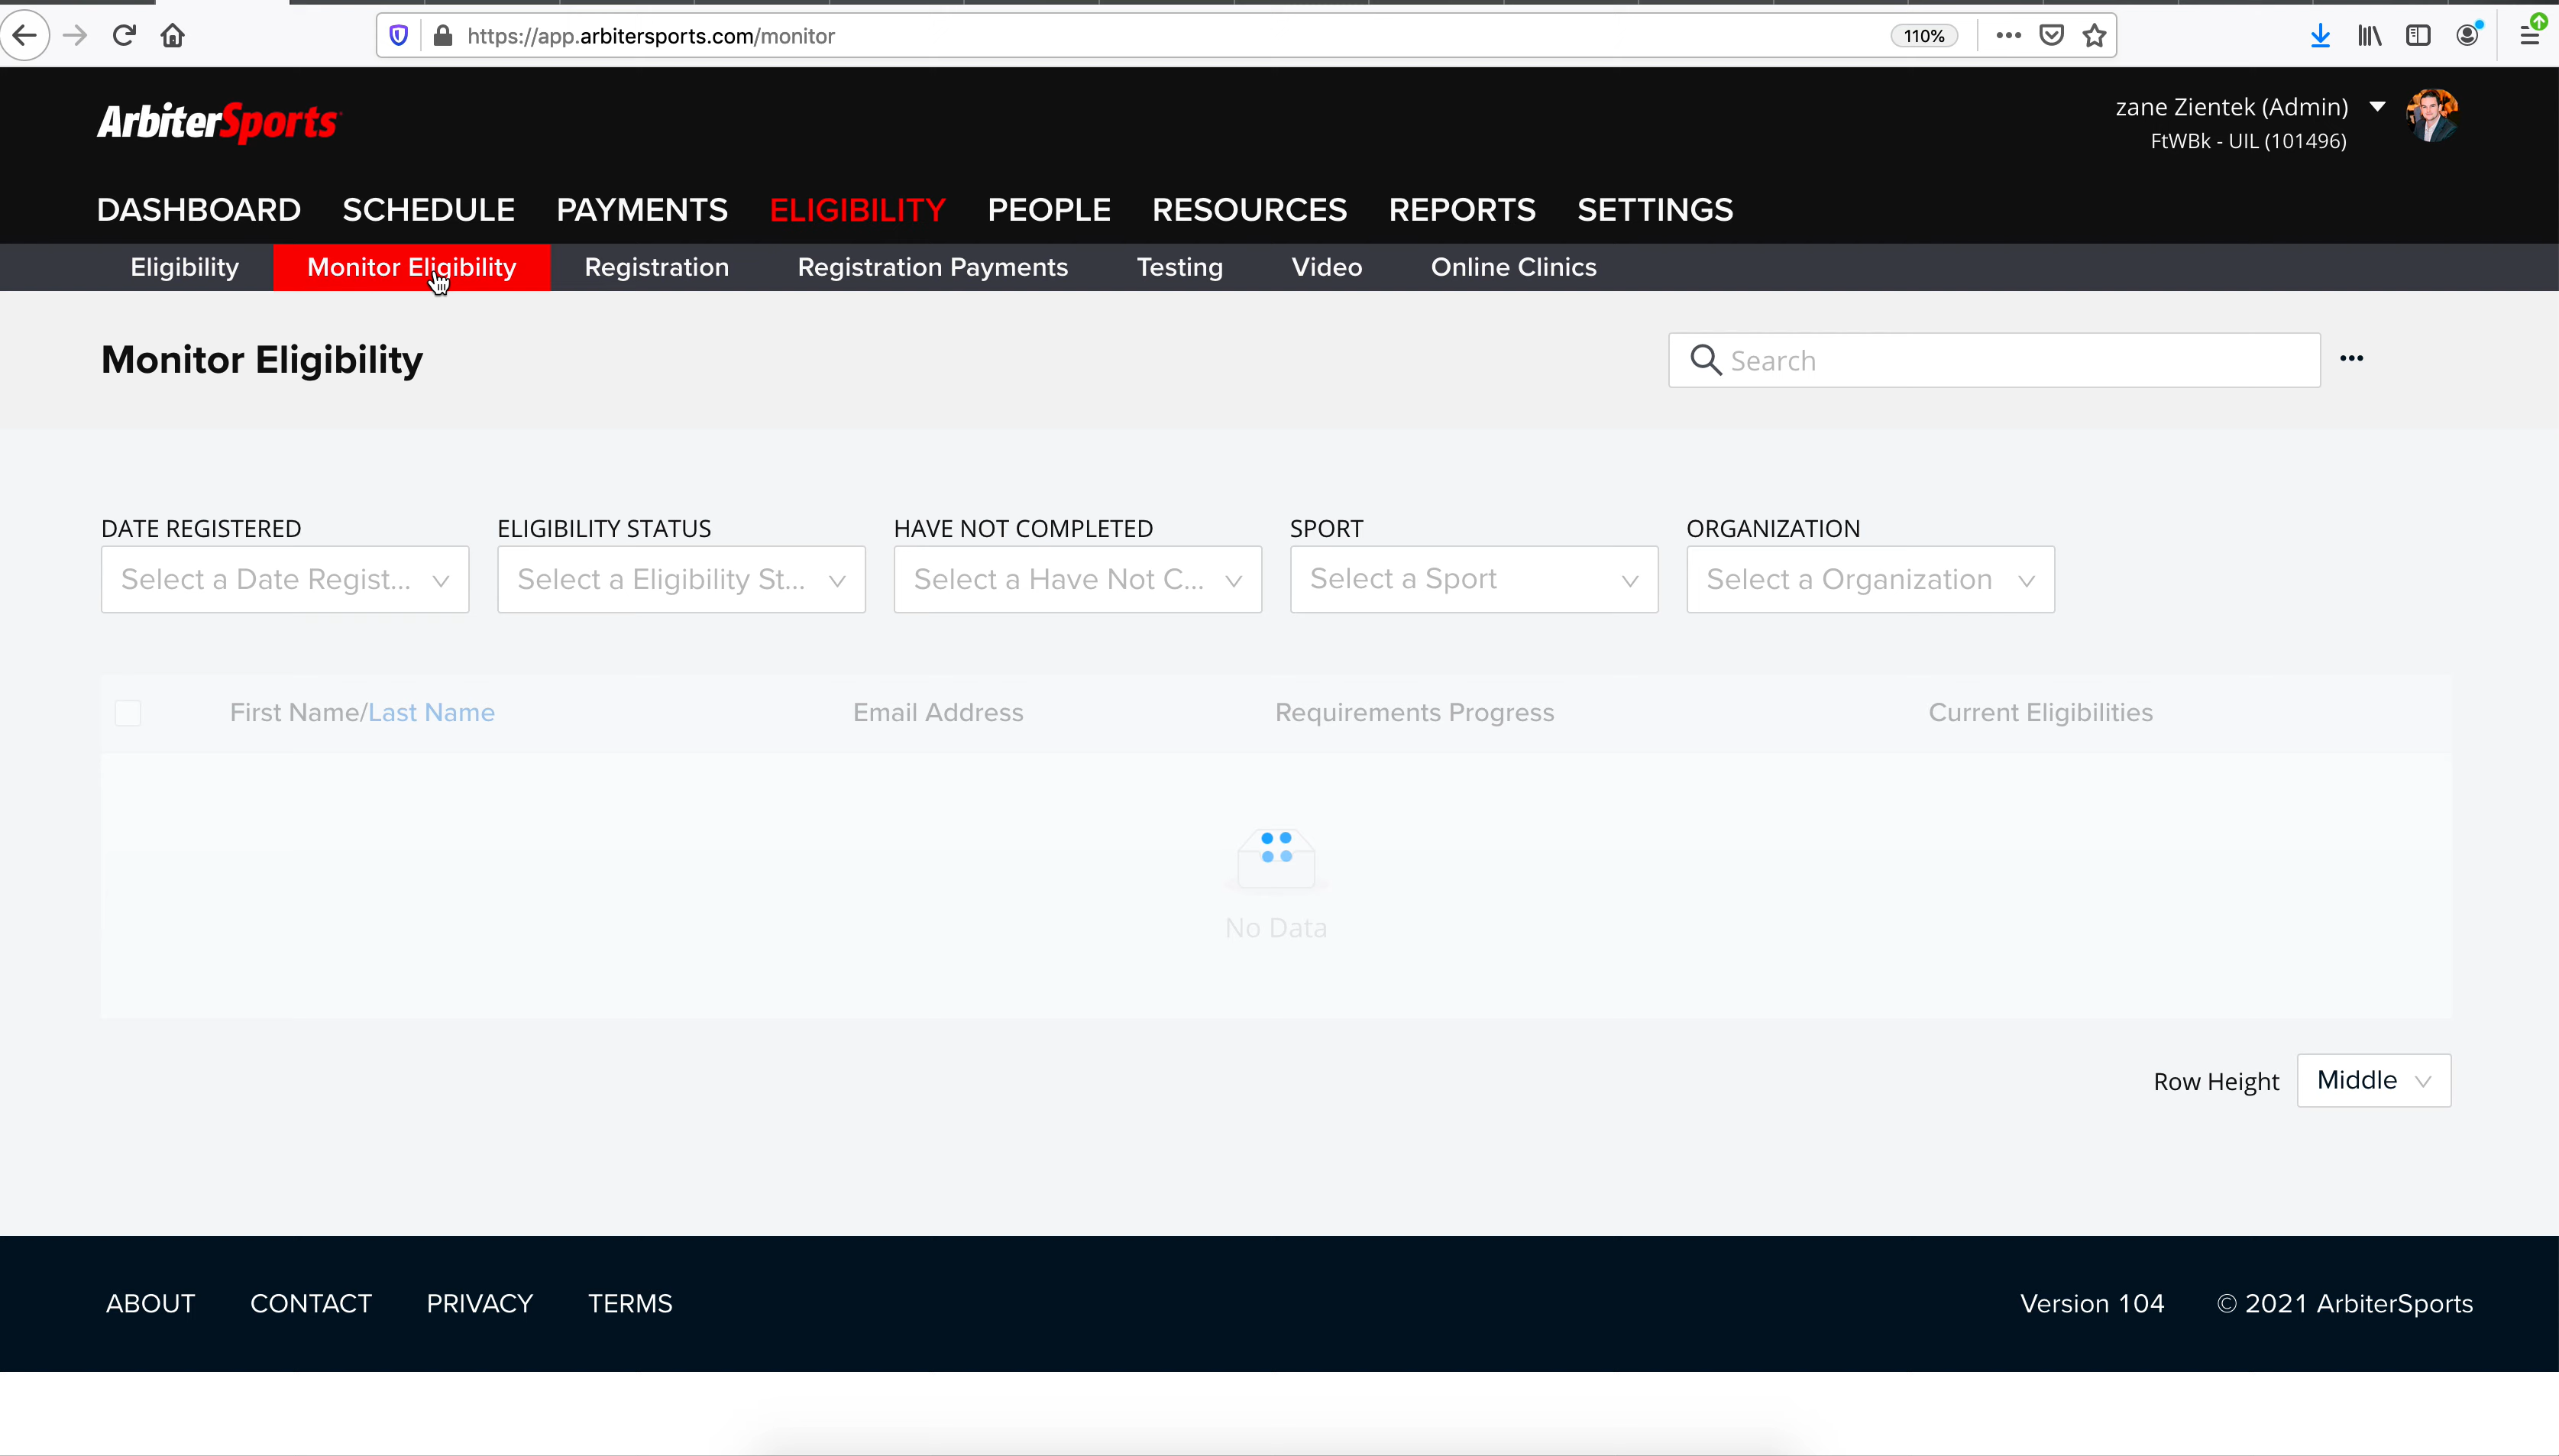 https://app.arbitersports.com/monitor
110%
ArbiterSports
zane Zientek (Admin)
FtWBk - UIL (101496)
DASHBOARD SCHEDULE PAYMENTS ELIGIBILITY PEOPLE RESOURCES REPORTS SETTINGS
Eligibility Monitor Eligibility Registration Registration Payments Testing Video Online Clinics
Monitor Eligibility
Search
DATE REGISTERED ELIGIBILITY STATUS HAVE NOT COMPLETED SPORT ORGANIZATION
Select a Date Regist... Select a Eligibility St... Select a Have Not C... Select a Sport Select a Organization
First Name/Last Name Email Address Requirements Progress Current Eligibilities
No Data
Row Height Middle
ABOUT CONTACT PRIVACY TERMS Version 104 © 2021 ArbiterSports